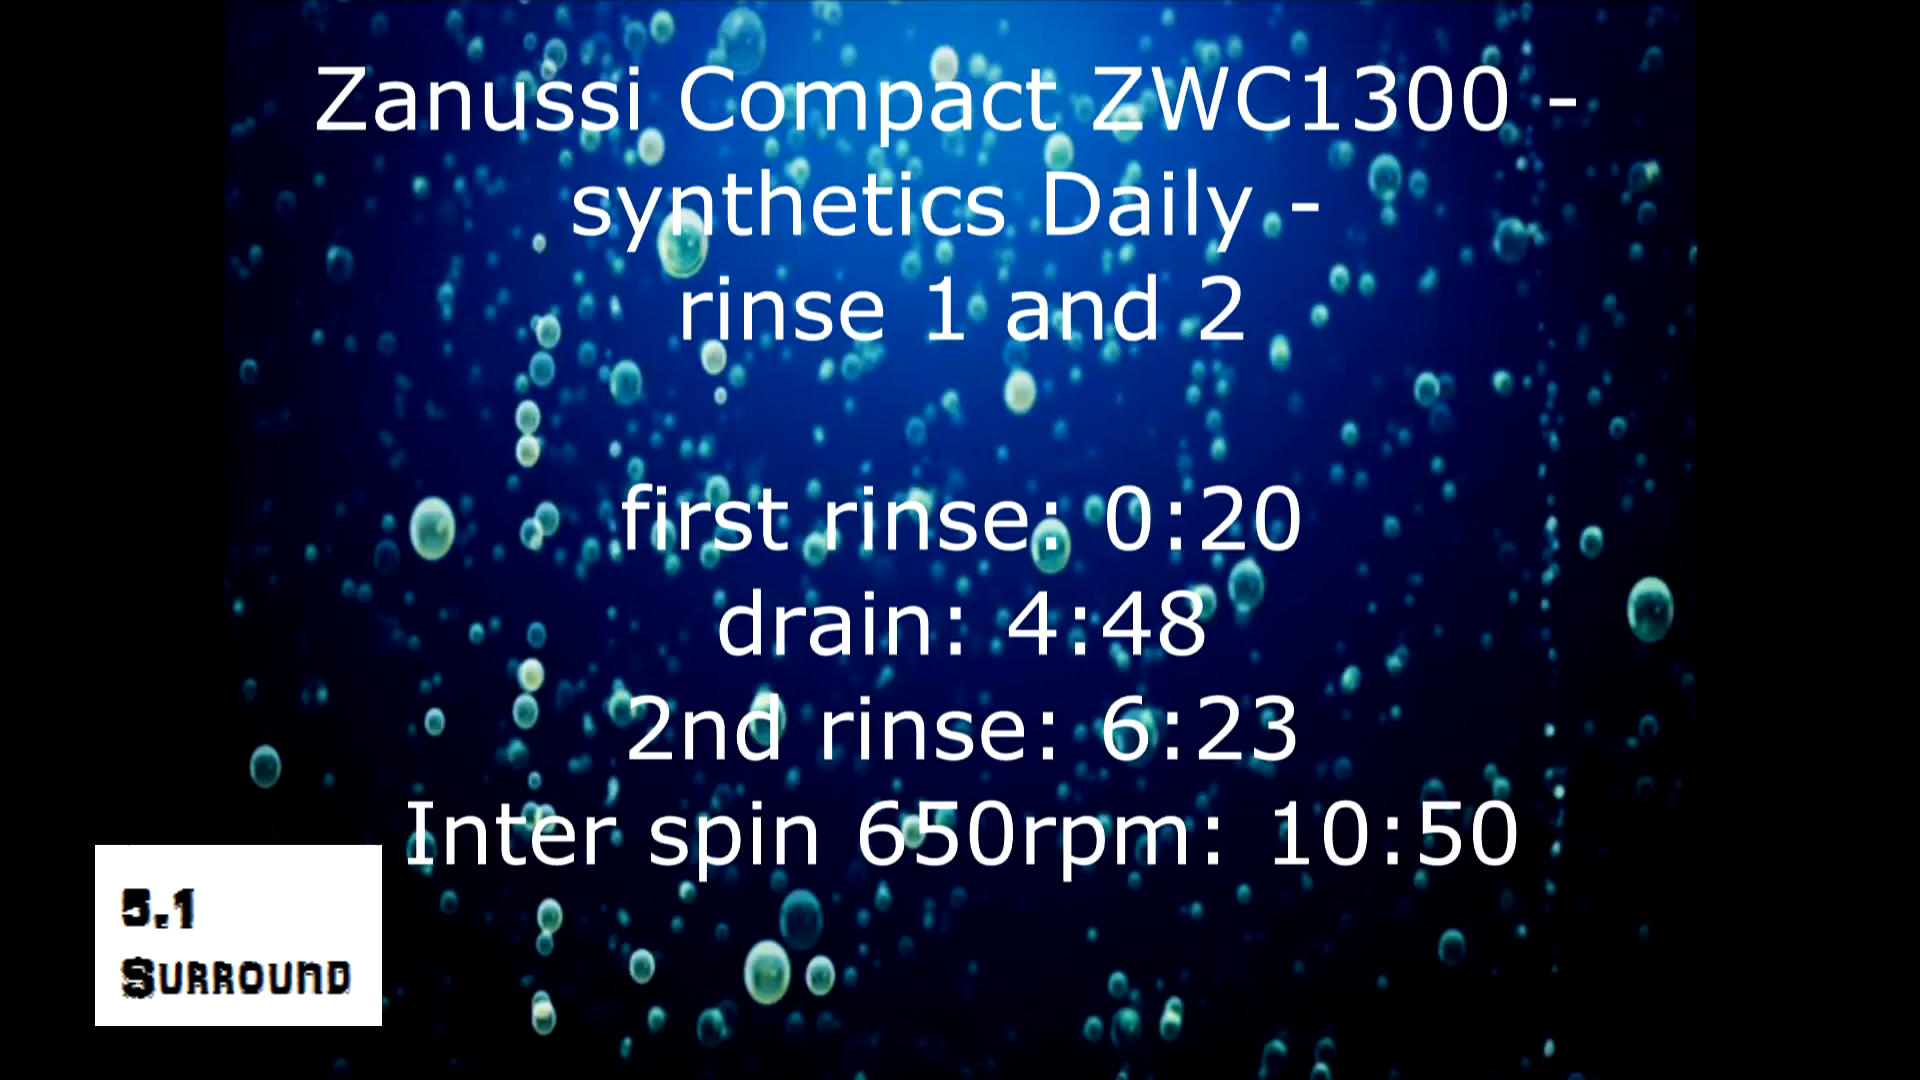 Zanussi Compact ZWC1300 -
synthetics Daily -
rinse 1 and 2
first rinse: 0:20
drain: 4:48
2nd rinse: 6:23
Inter spin 650rpm: 10:50
5.1
Surround